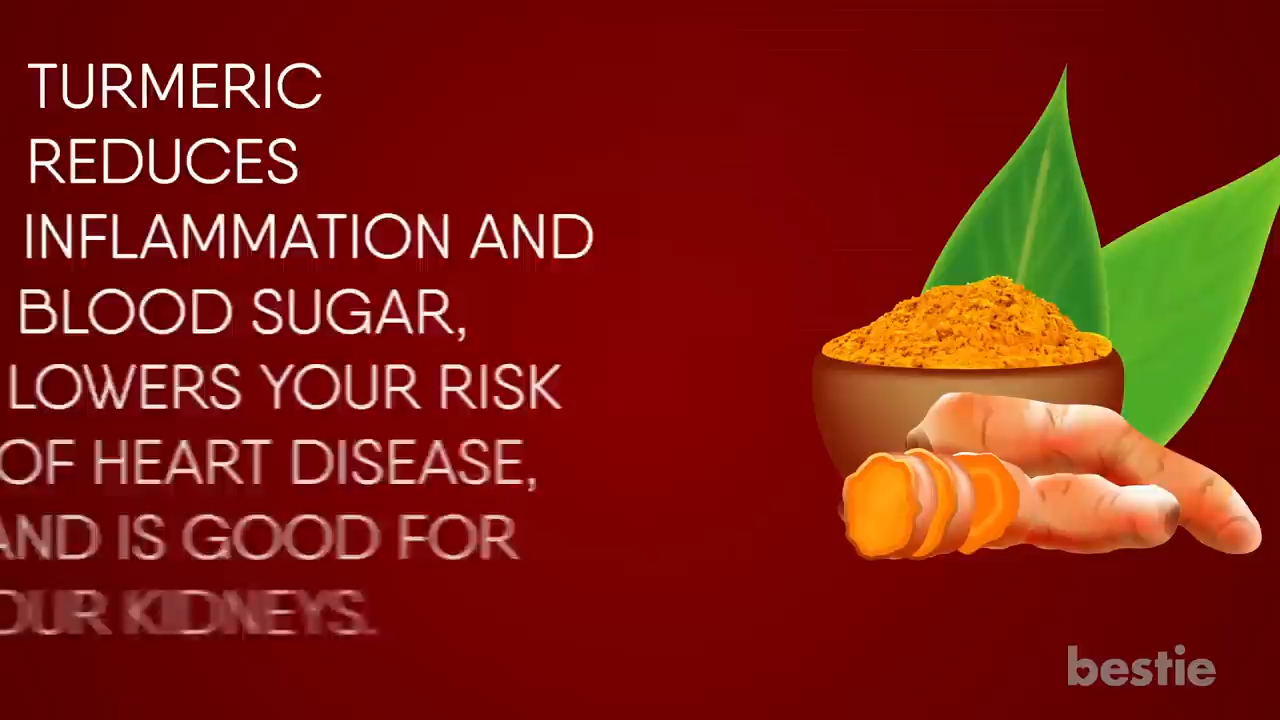 TURMERIC
REDUCES
INFLAMMATION AND
BLOOD SUGAR,
LOWERS YOUR RISK
OF HEART DISEASE,
AND IS GOOD FOR
OUR KIDNEYS.
bestie